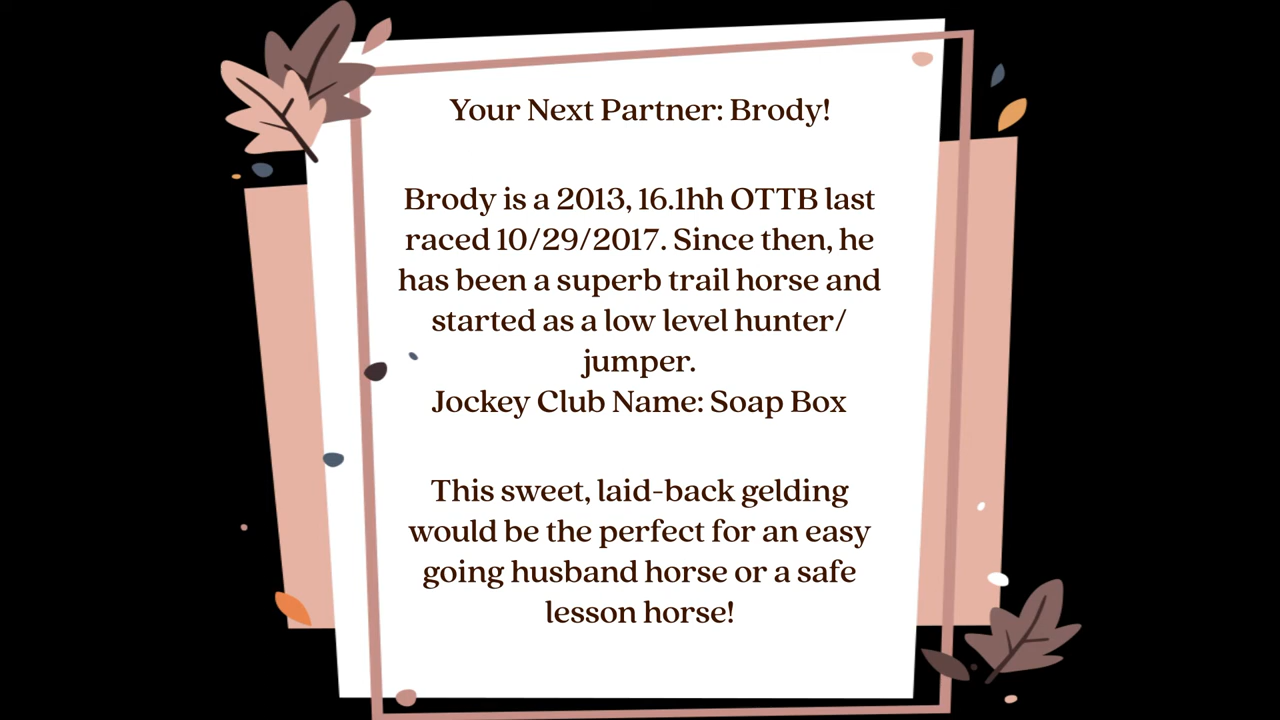 Your Next Partner: Brody!
Brody is a 2013, 16.1hh OTTB last
raced 10/29/2017. Since then, he
has been a superb trail horse and
started as a low level hunter/
jumper.
Jockey Club Name: Soap Box
This sweet, laid-back gelding
would be the perfect for an easy
going husband horse or a safe
lesson horse!